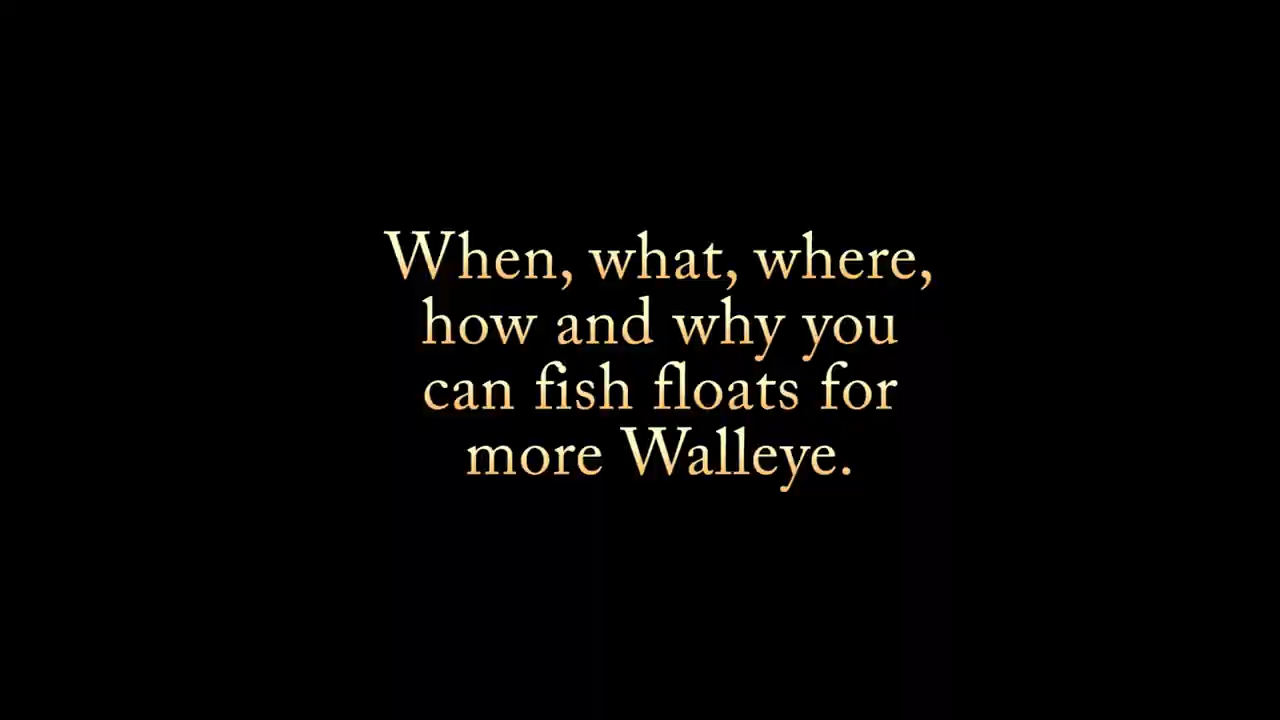 When, what, where,
how and why you
can fish floats for
more Walleye.